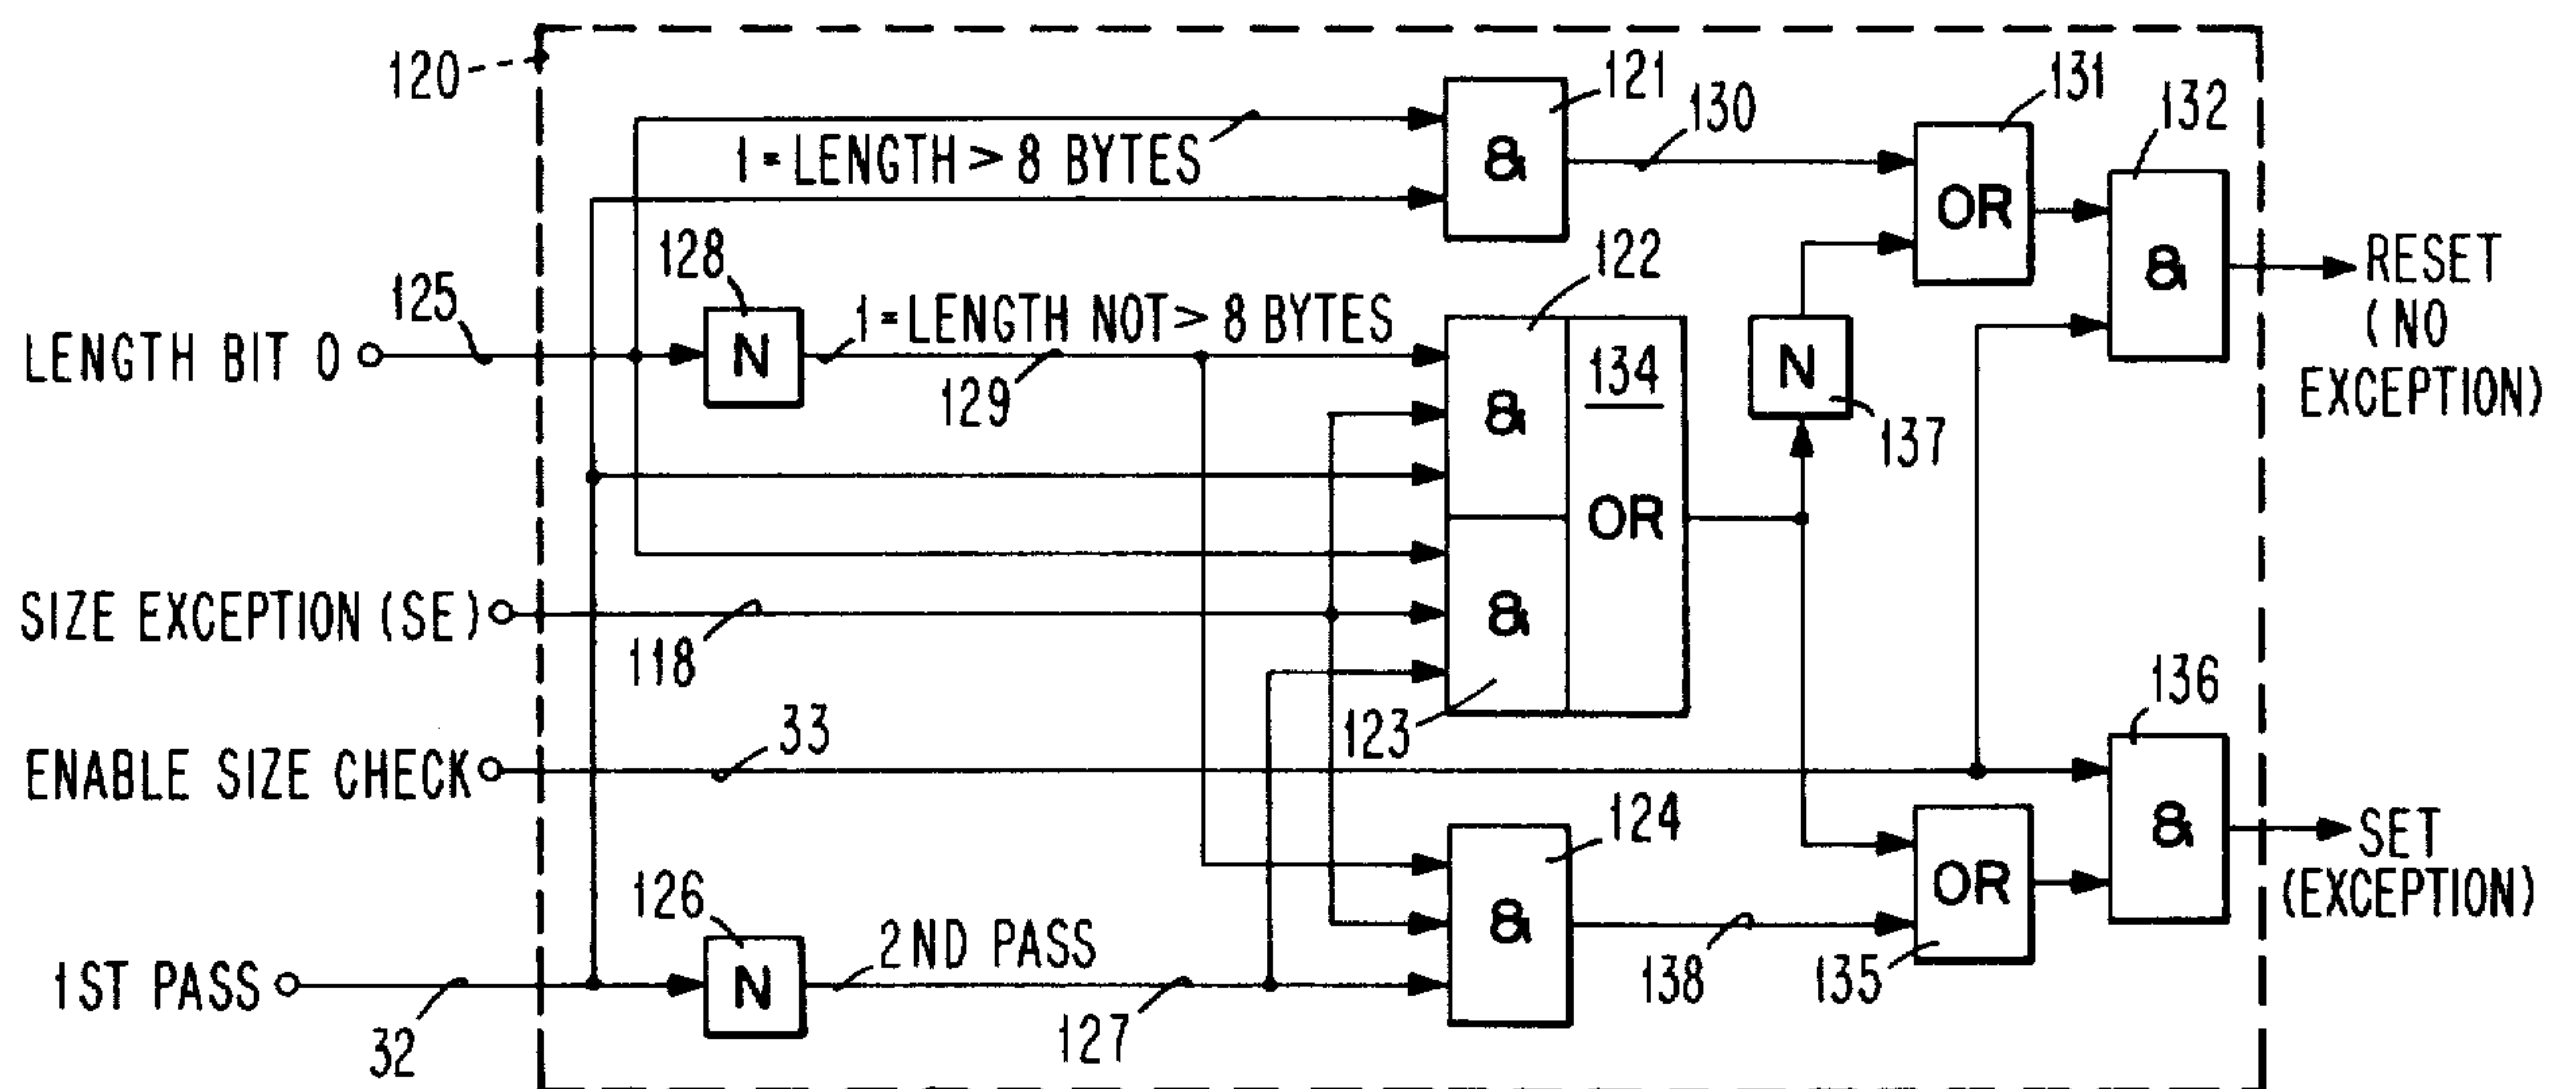 120
121
130
131
132
1 = LENGTH > 8 BYTES
&
OR
&
128
122
RESET
(NO
EXCEPTION)
125
1 = LENGTH NOT > 8 BYTES
LENGTH BIT 0
N
129
&
134
OR
N
137
SIZE EXCEPTION (SE)
118
&
123
136
33
ENABLE SIZE CHECK
124
&
SET
(EXCEPTION)
126
2ND PASS
&
138
OR
135
1ST PASS
32
N
127